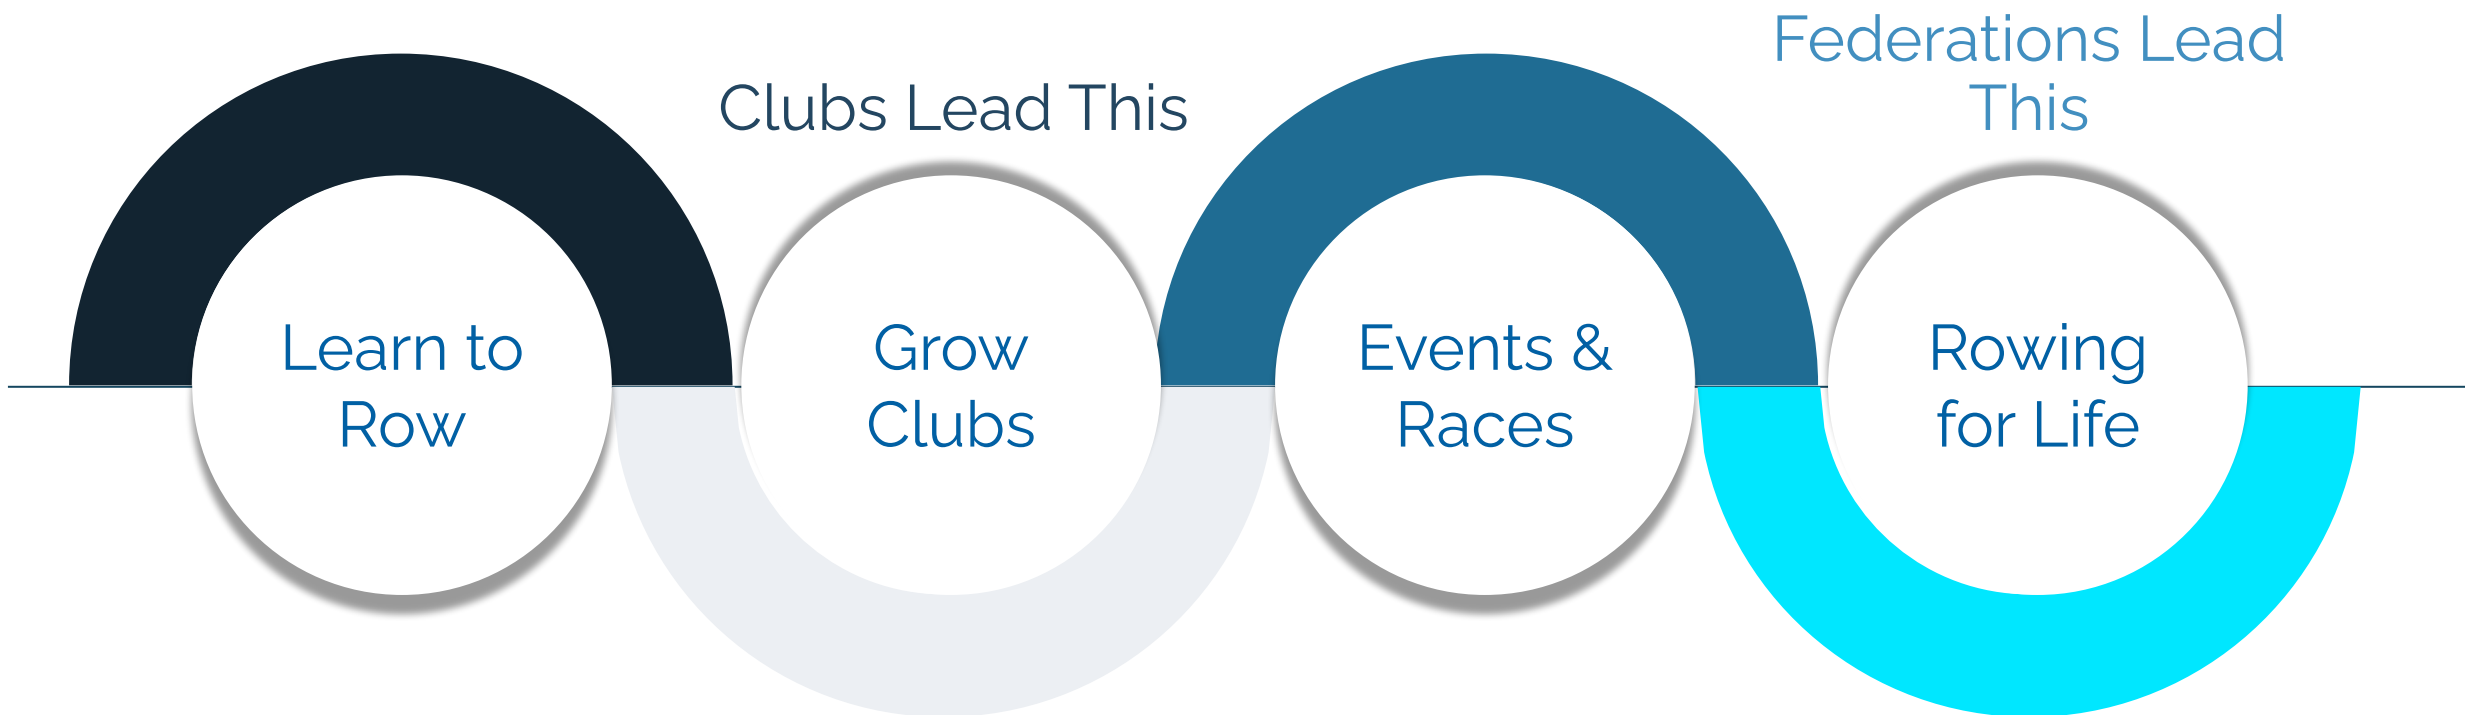 Federations Lead
This
Clubs Lead This
Learn to
Row
Grow
Clubs
Events &
Races
Rowing
for Life